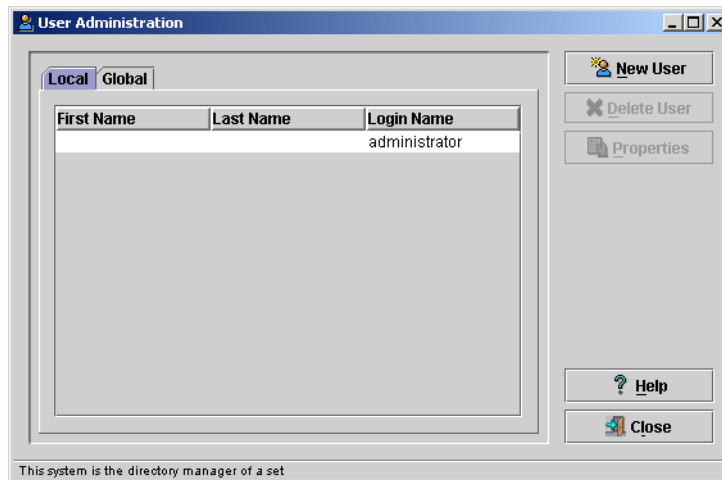 User Administration
Local Global
First Name Last Name Login Name
administrator
New User
Delete User
Properties
Help
Close
This system is the directory manager of a set